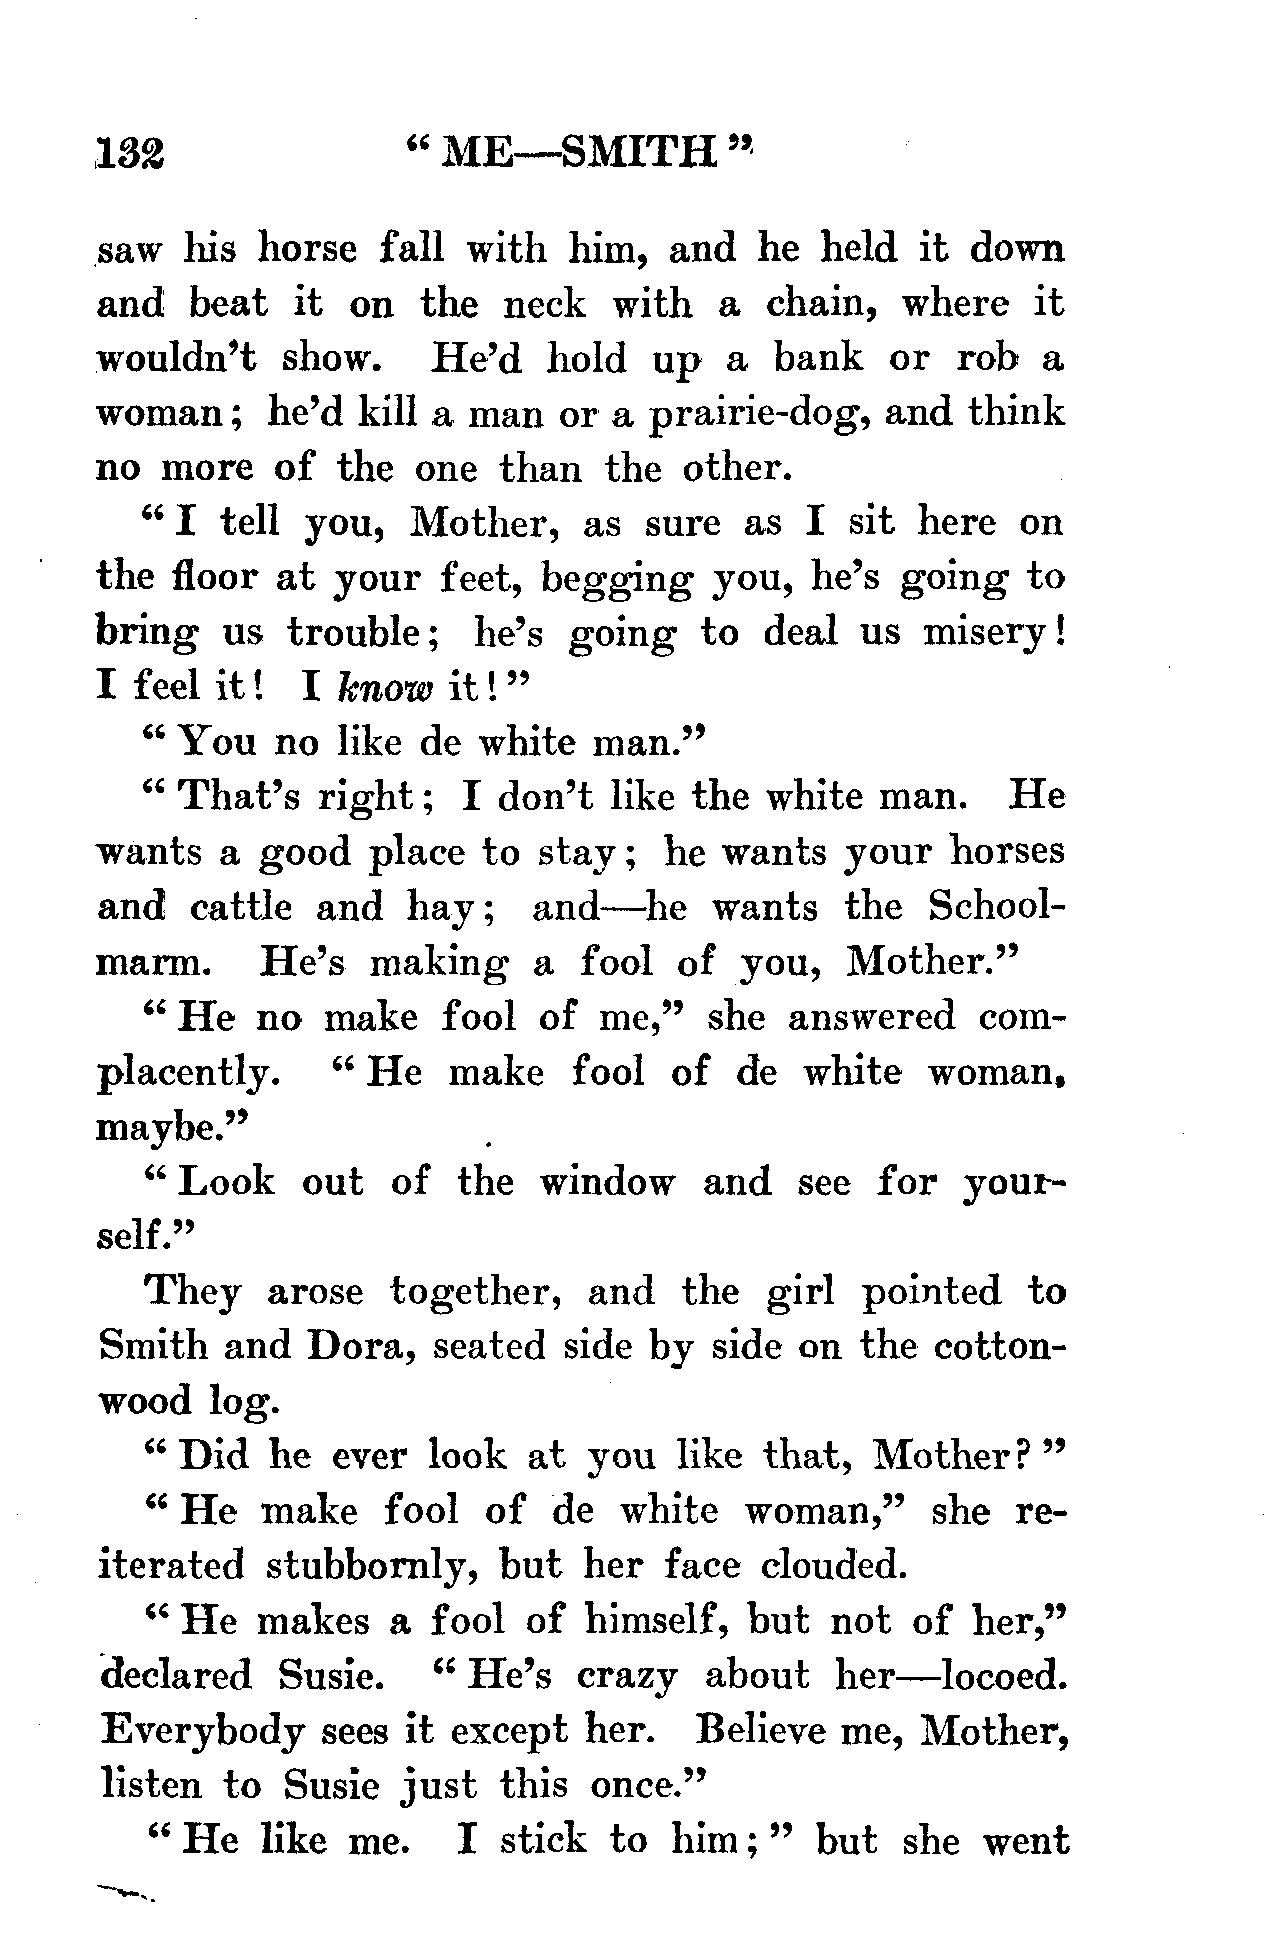 132 “ ME—SMITH ”
saw his horse fall with him, and he held it down
and beat it on the neck with a chain, where it
wouldn’t show. He’d hold up a bank or rob a
woman ; he’d kill a man or a prairie-dog, and think
no more of the one than the other.
“ I tell you, Mother, as sure as I sit here on
the floor at your feet, begging you, he’s going to
bring us trouble ; he’s going to deal us misery !
I feel it ! I know it ! ”
“ You no like de white man.”
“ That’s right ; I don’t like the white man. He
wants a good place to stay ; he wants your horses
and cattle and hay ; and—he wants the School-
marm. He’s making a fool of you, Mother.”
“ He no make fool of me,” she answered com-
placently. “ He make fool of de white woman,
maybe.”
“ Look out of the window and see for your-
self.”
They arose together, and the girl pointed to
Smith and Dora, seated side by side on the cotton-
wood log.
“ Did he ever look at you like that, Mother? ”
“ He make fool of de white woman,” she re-
iterated stubbornly, but her face clouded.
“ He makes a fool of himself, but not of her,”
declared Susie. “ He’s crazy about her—locoed.
Everybody sees it except her. Believe me, Mother,
listen to Susie just this once.”
“ He like me. I stick to him ; ” but she went